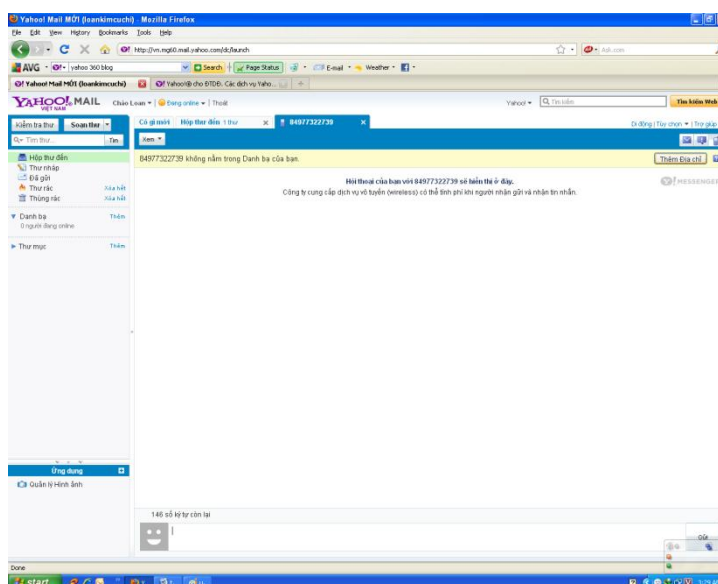 Yahoo! Mail MỚI (loankimcuchi) - Mozilla Firefox
File Edit View History Bookmarks Tools Help
http://vn.mg60.mail.yahoo.com/dc/launch
Ask.com
AVG yahoo 360 blog Search Page Status E-mail Weather
Yahoo! Mail MỚI (loankimcuchi) Yahoo!® cho ĐTDĐ. Các dịch vụ Yaho...
YAHOO! MAIL Chào Loan Đang online Thoát Yahoo! Tìm kiếm Tìm kiếm Web
VIỆT NAM
Kiểm tra thư Soạn thư Có gì mới Hộp thư đến 1 thư 84977322739 Di động Tùy chọn Trợ giúp
Tìm thư... Tìm Xem
Hộp thư đến 84977322739 không nằm trong Danh bạ của bạn. Thêm Địa chỉ
Thư nháp
Đã gửi Hội thoại của bạn với 84977322739 sẽ hiển thị ở đây. MESSENGER
Thư rác Xóa hết Công ty cung cấp dịch vụ vô tuyến (wireless) có thể tính phí khi người nhận gửi và nhận tin nhắn.
Thùng rác Xóa hết
Danh bạ Thêm
0 người đang online
Thư mục Thêm
Ứng dụng
Quản lý Hình ảnh
146 số ký tự còn lại
Gửi
Done
start